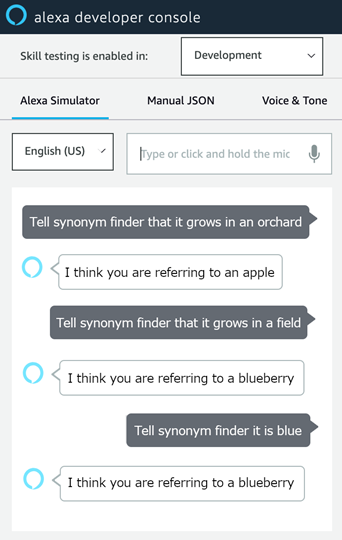 alexa developer console
Skill testing is enabled in: Development
Alexa Simulator Manual JSON Voice & Tone
English (US) Type or click and hold the mic
Tell synonym finder that it grows in an orchard
I think you are referring to an apple
Tell synonym finder that it grows in a field
I think you are referring to a blueberry
Tell synonym finder it is blue
I think you are referring to a blueberry